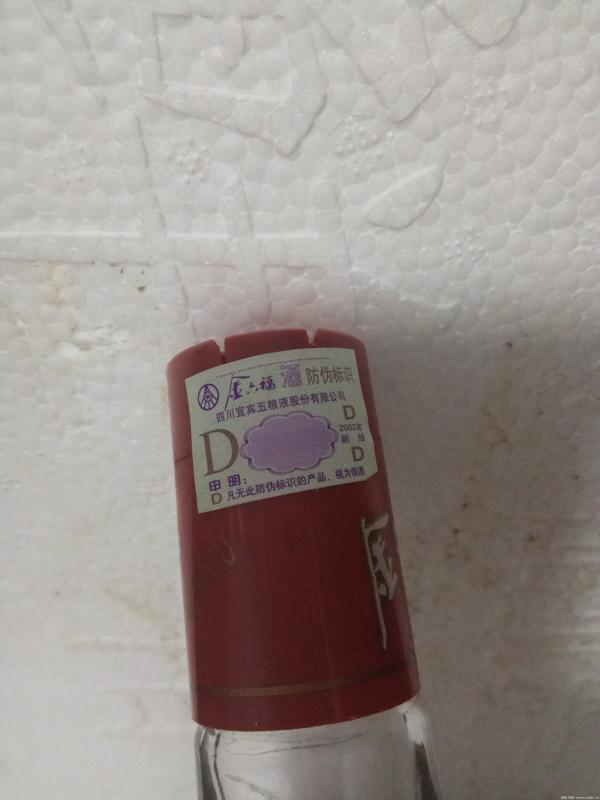 金六福酒 防伪标识
四川宜宾五粮液股份有限公司
D
D
2002年
新 版
D
申 明：
D 凡无此防伪标识的产品，视为假酒
金